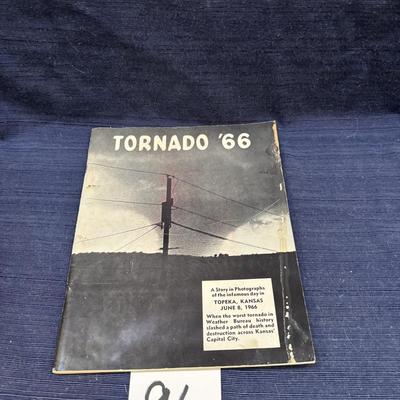 TORNADO '66
A Story in Photographs
of the infamous day in
TOPEKA, KANSAS
JUNE 8, 1966
When the worst tornado in
Weather Bureau history
slashed a path of death and
destruction across Kansas'
Capital City.